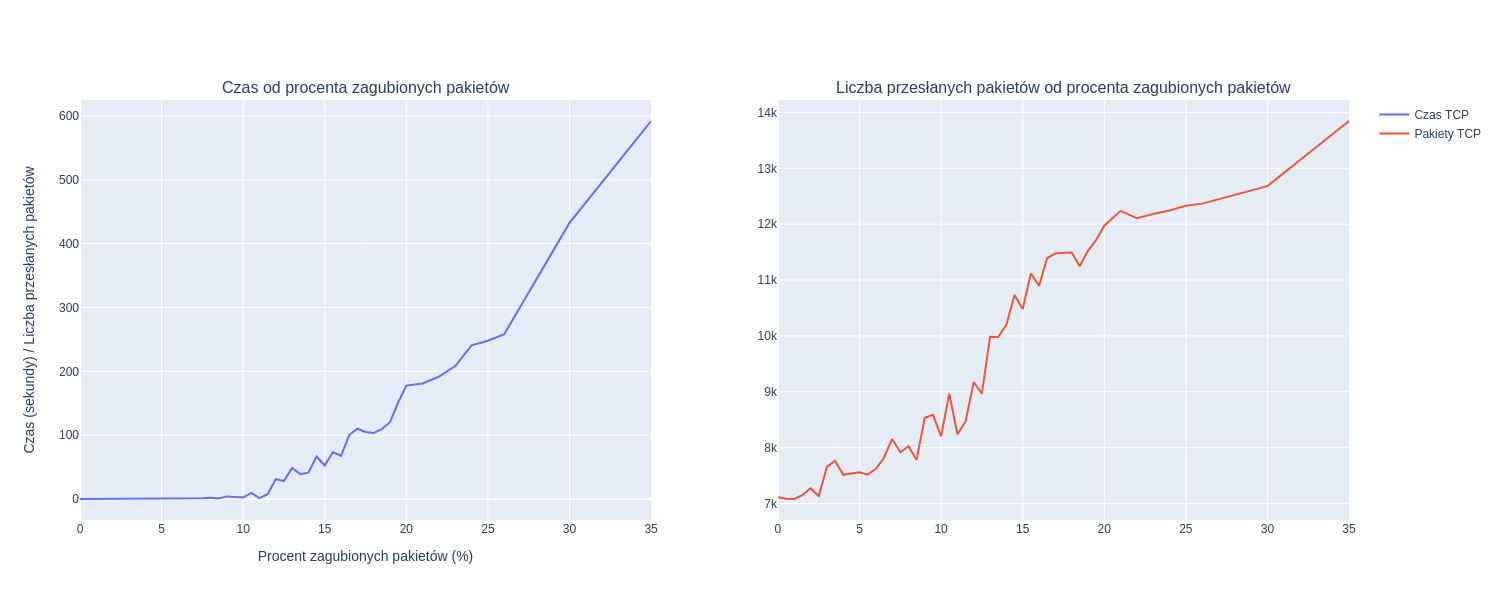 Czas od procenta zagubionych pakietów
Czas (sekundy) / Liczba przesłanych pakietów
600
500
400
300
200
100
0
0 5 10 15 20 25 30 35
Procent zagubionych pakietów (%)
Liczba przesłanych pakietów od procenta zagubionych pakietów
14k
13k
12k
11k
10k
9k
8k
7k
0 5 10 15 20 25 30 35
Czas TCP
Pakiety TCP